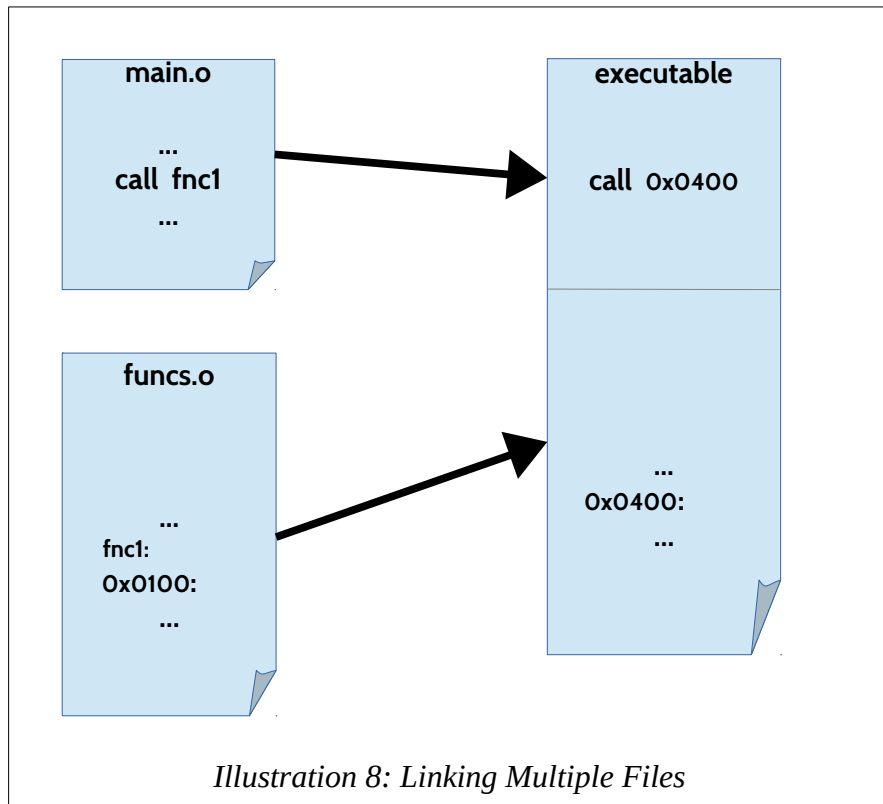 main.o
...
call fnc1
...
executable
call 0x0400
funcs.o
...
fnc1:
0x0100:
...
...
0x0400:
...
Illustration 8: Linking Multiple Files